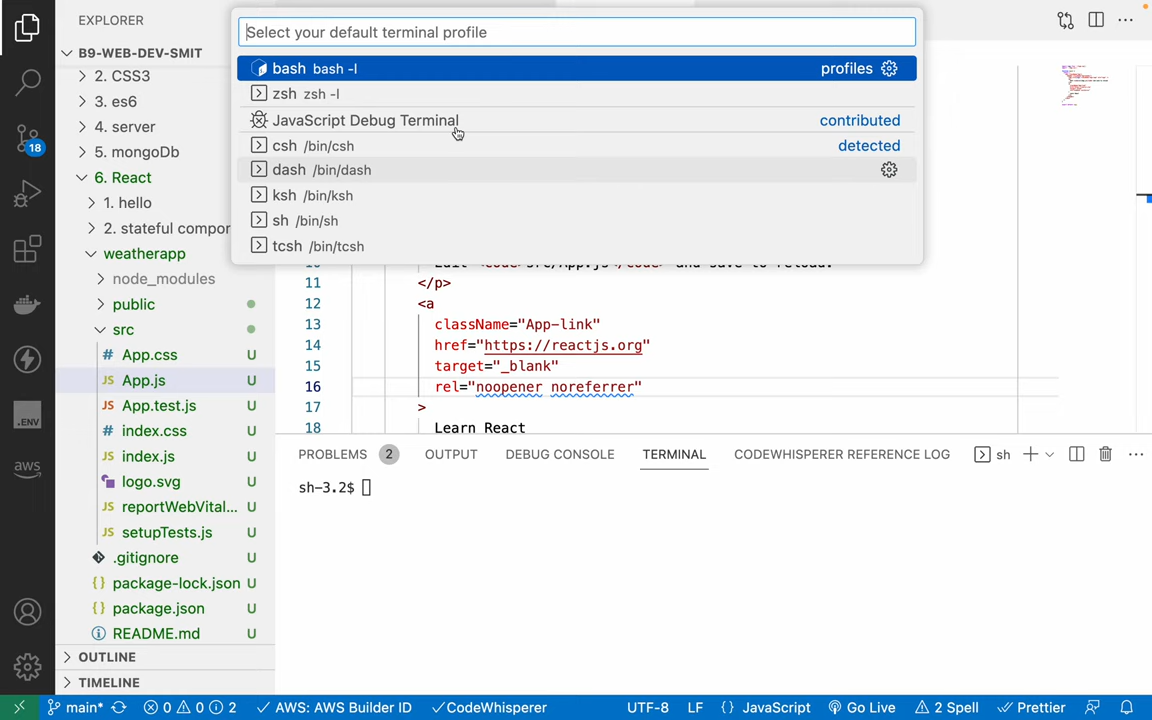 EXPLORER
B9-WEB-DEV-SMIT
2. CSS3
3. es6
4. server
5. mongoDb
6. React
1. hello
2. stateful compor
weatherapp
node_modules
public
src
# App.css U
JS App.js U
JS App.test.js U
# index.css U
JS index.js U
logo.svg U
JS reportWebVital... U
JS setupTests.js U
.gitignore U
{} package-lock.json U
{} package.json U
README.md U
OUTLINE
TIMELINE
18
.ENV
aws
Select your default terminal profile
bash bash -l profiles
zsh zsh -l
JavaScript Debug Terminal contributed
csh /bin/csh detected
dash /bin/dash
ksh /bin/ksh
sh /bin/sh
tcsh /bin/tcsh
11 </p>
12 <a
13 className="App-link"
14 href="https://reactjs.org"
15 target="_blank"
16 rel="noopener noreferrer"
17 >
18 Learn React
PROBLEMS 2 OUTPUT DEBUG CONSOLE TERMINAL CODEWHISPERER REFERENCE LOG sh
sh-3.2$
main* 0 0 2 AWS: AWS Builder ID CodeWhisperer UTF-8 LF {} JavaScript Go Live 2 Spell Prettier